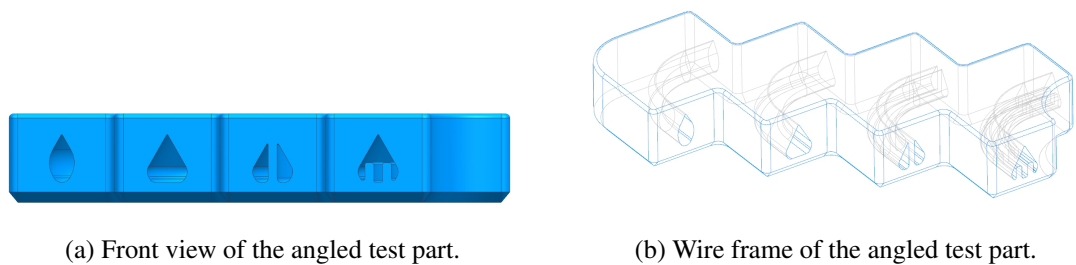 (a) Front view of the angled test part.
(b) Wire frame of the angled test part.